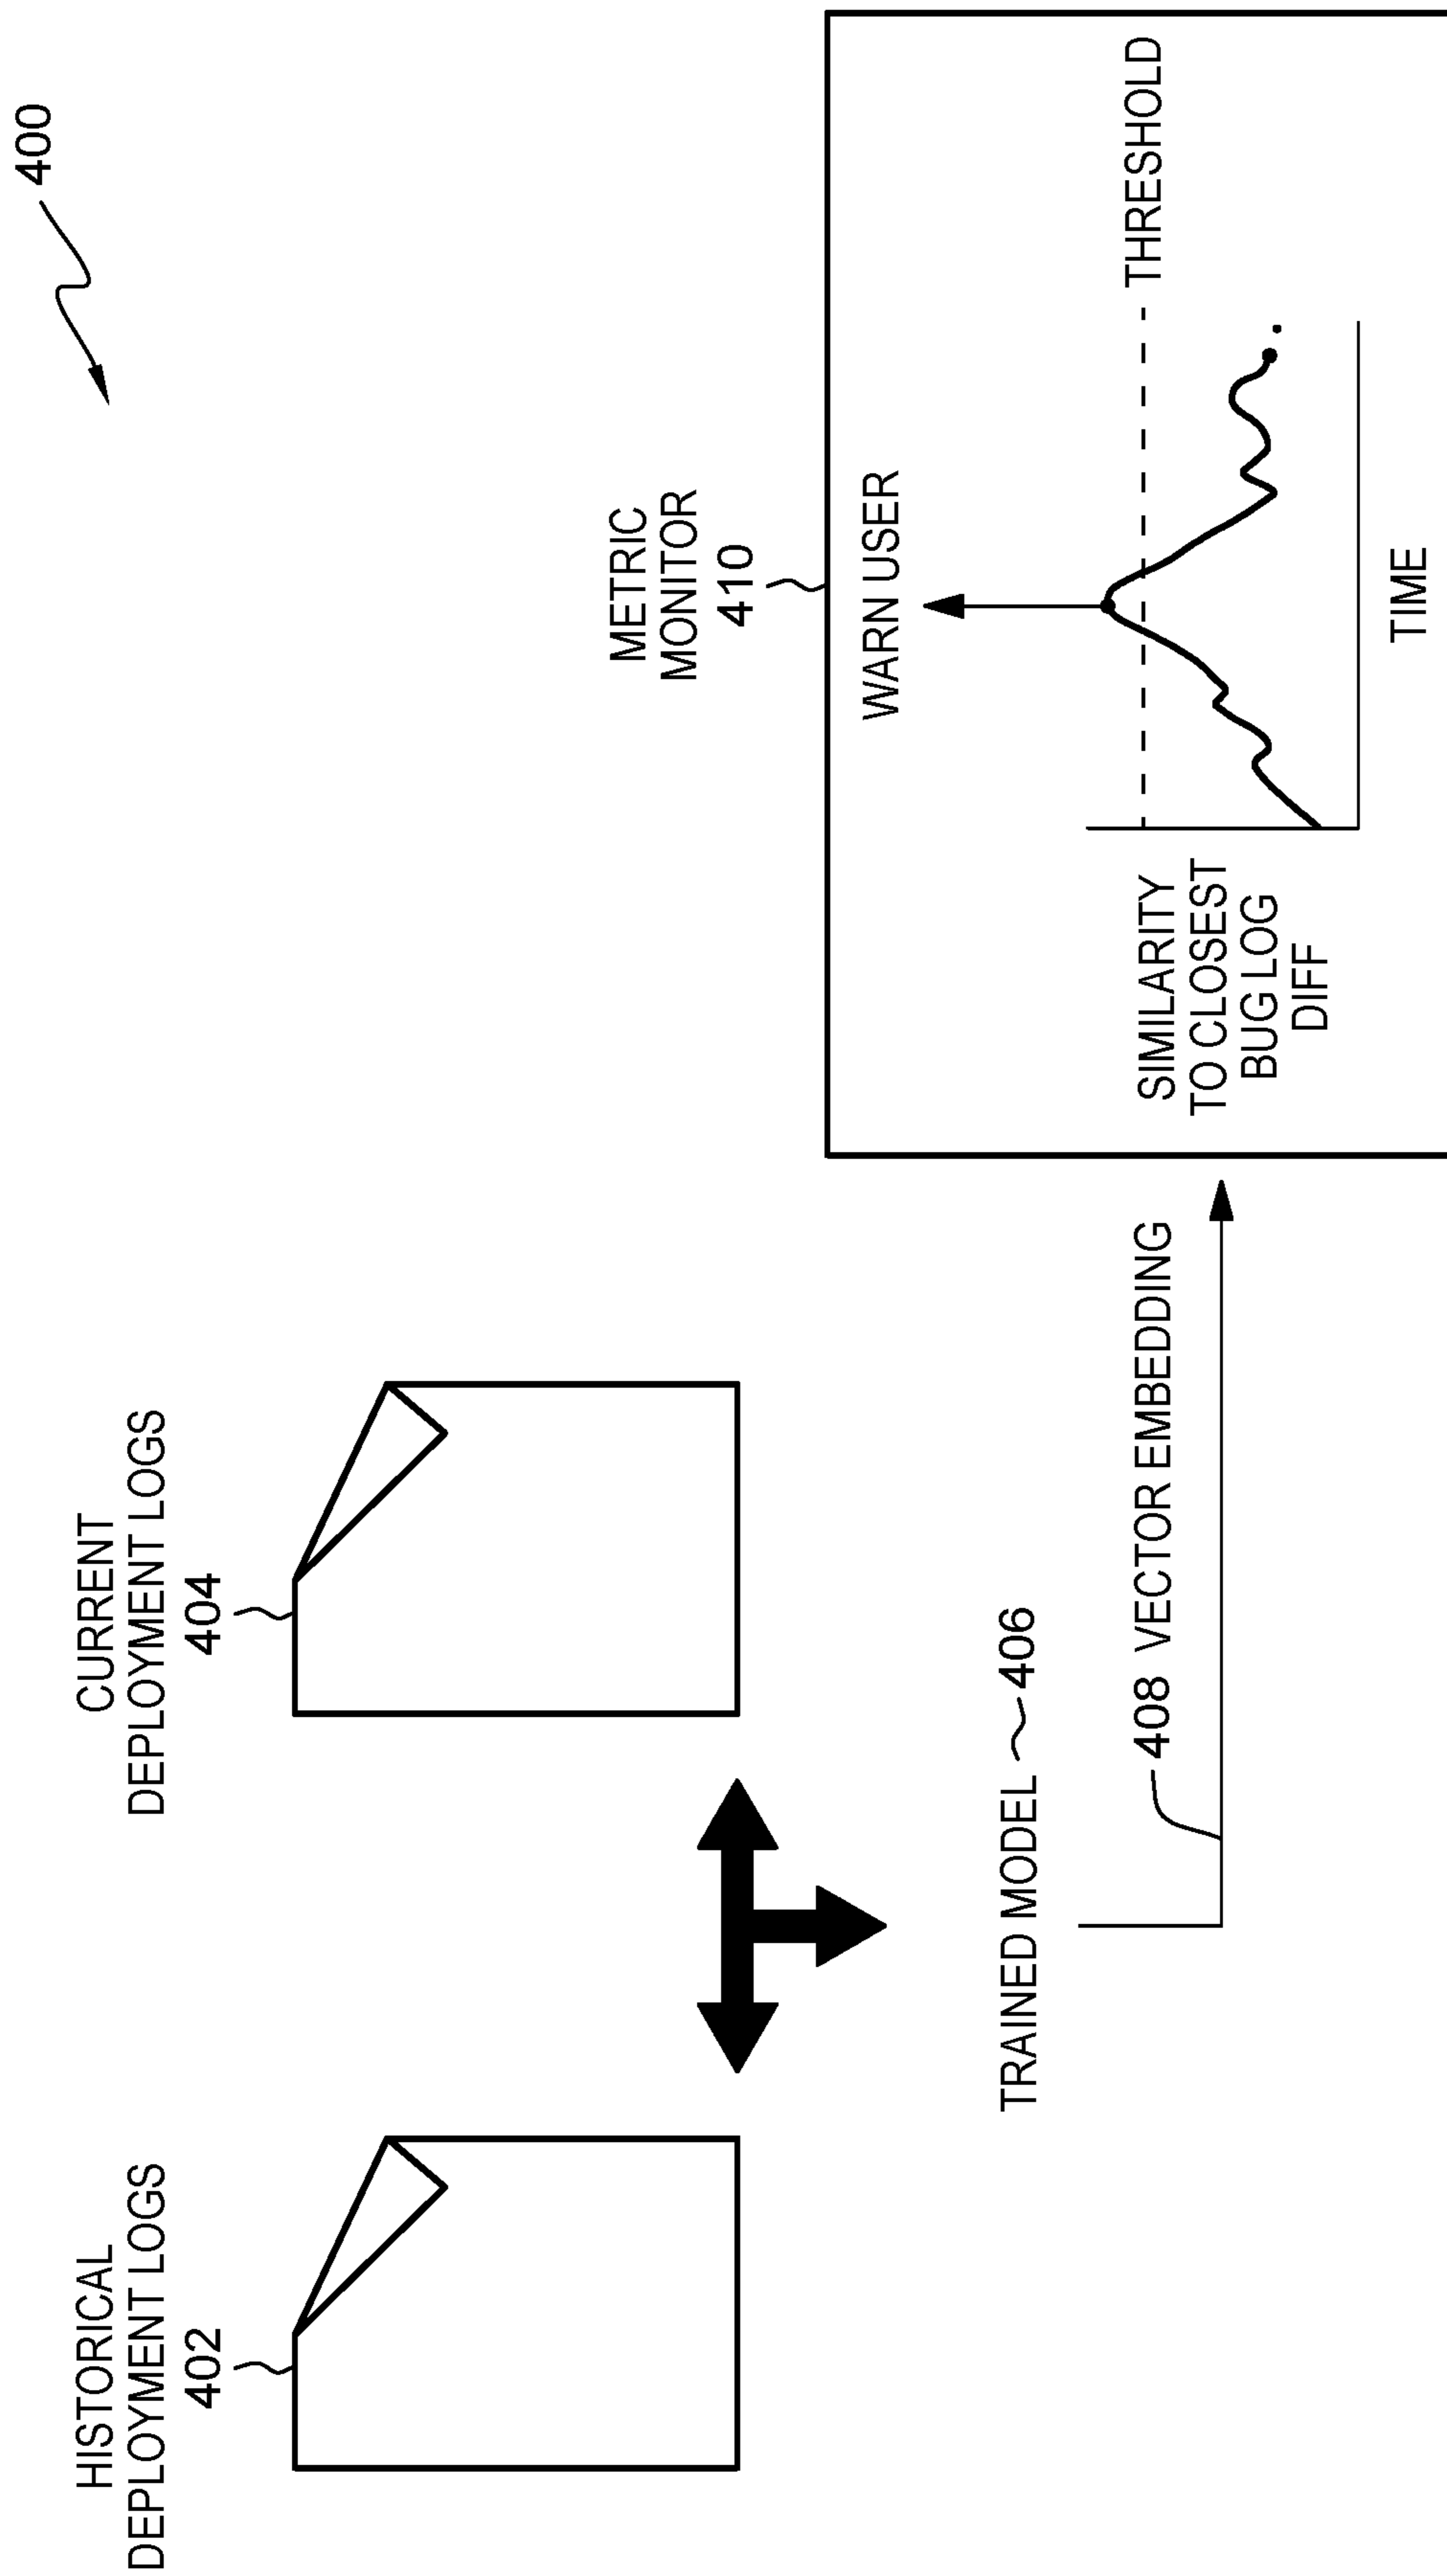 400
HISTORICAL
DEPLOYMENT LOGS
402
CURRENT
DEPLOYMENT LOGS
404
TRAINED MODEL 406
408 VECTOR EMBEDDING
METRIC
MONITOR
410
WARN USER
THRESHOLD
SIMILARITY
TO CLOSEST
BUG LOG
DIFF
TIME